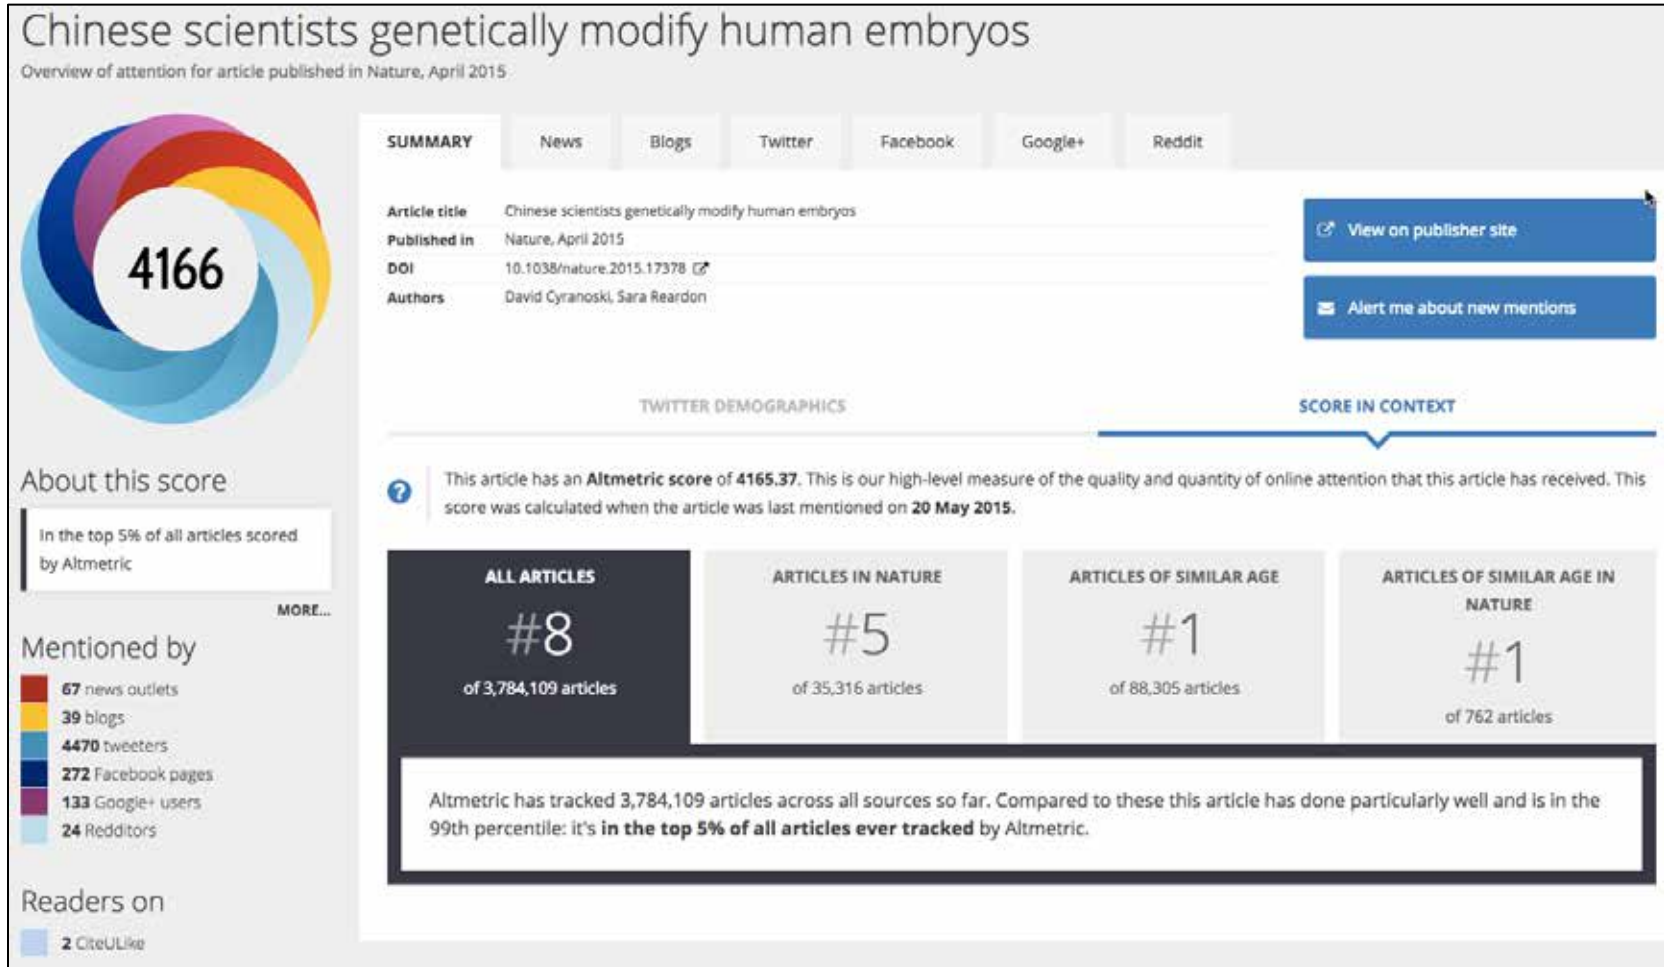 Chinese scientists genetically modify human embryos
Overview of attention for article published in Nature, April 2015
4166
About this score
In the top 5% of all articles scored
by Altmetric
MORE...
Mentioned by
67 news outlets
39 blogs
4470 tweeters
272 Facebook pages
133 Google+ users
24 Redditors
Readers on
2 CiteULike
SUMMARY News Blogs Twitter Facebook Google+ Reddit
Article title Chinese scientists genetically modify human embryos
Published in Nature, April 2015
DOI 10.1038/nature.2015.17378
Authors David Cyranoski, Sara Reardon
View on publisher site
Alert me about new mentions
TWITTER DEMOGRAPHICS SCORE IN CONTEXT
? This article has an Altmetric score of 4165.37. This is our high-level measure of the quality and quantity of online attention that this article has received. This
score was calculated when the article was last mentioned on 20 May 2015.
ALL ARTICLES
#8
of 3,784,109 articles
ARTICLES IN NATURE
#5
of 35,316 articles
ARTICLES OF SIMILAR AGE
#1
of 88,305 articles
ARTICLES OF SIMILAR AGE IN
NATURE
#1
of 762 articles
Altmetric has tracked 3,784,109 articles across all sources so far. Compared to these this article has done particularly well and is in the
99th percentile: it's in the top 5% of all articles ever tracked by Altmetric.